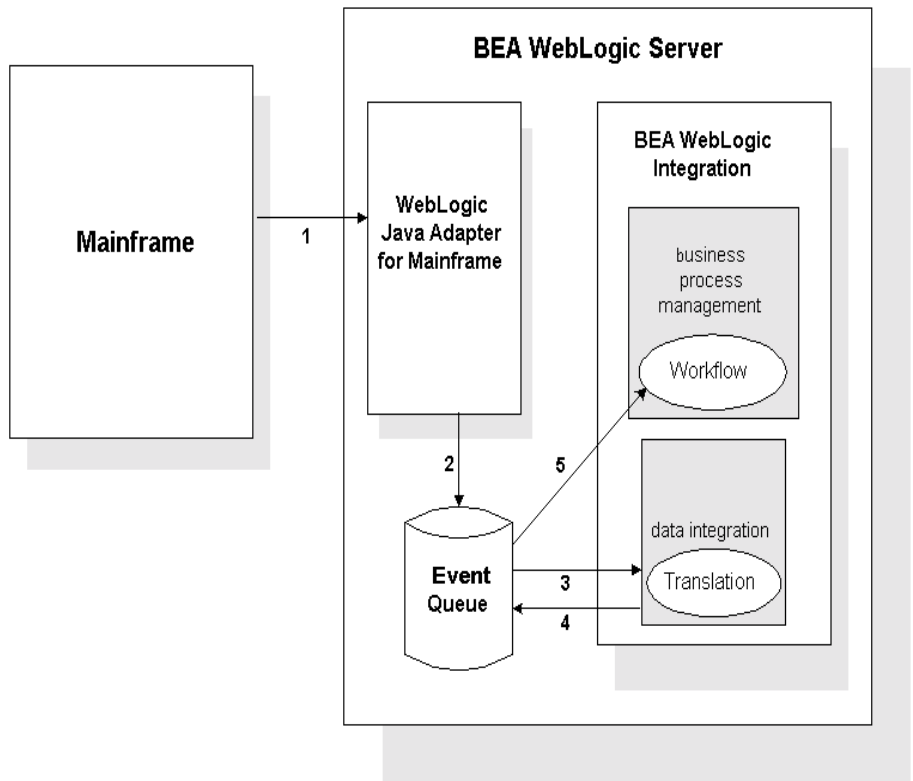 BEA WebLogic Server
Mainframe
1
WebLogic
Java Adapter
for Mainframe
BEA WebLogic
Integration
business
process
management
Workflow
2
5
Event
Queue
3
4
data integration
Translation